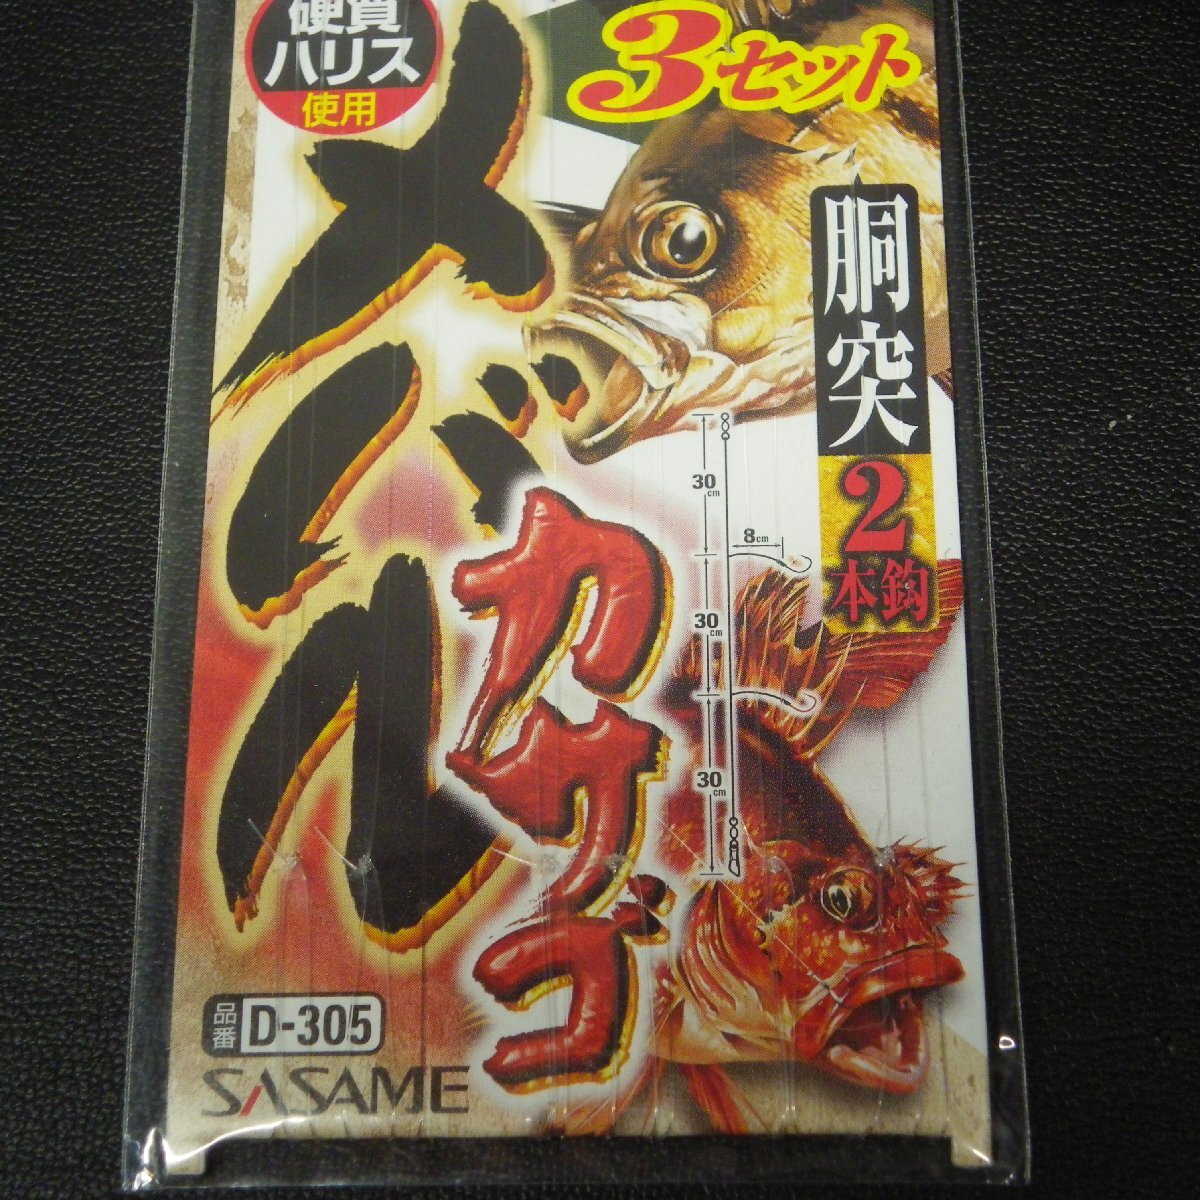 硬質
ハリス
使用
3セット
メバル
カサゴ
胴突
2
本鈎
30cm
8cm
30cm
30cm
品番 D-305
SASAME